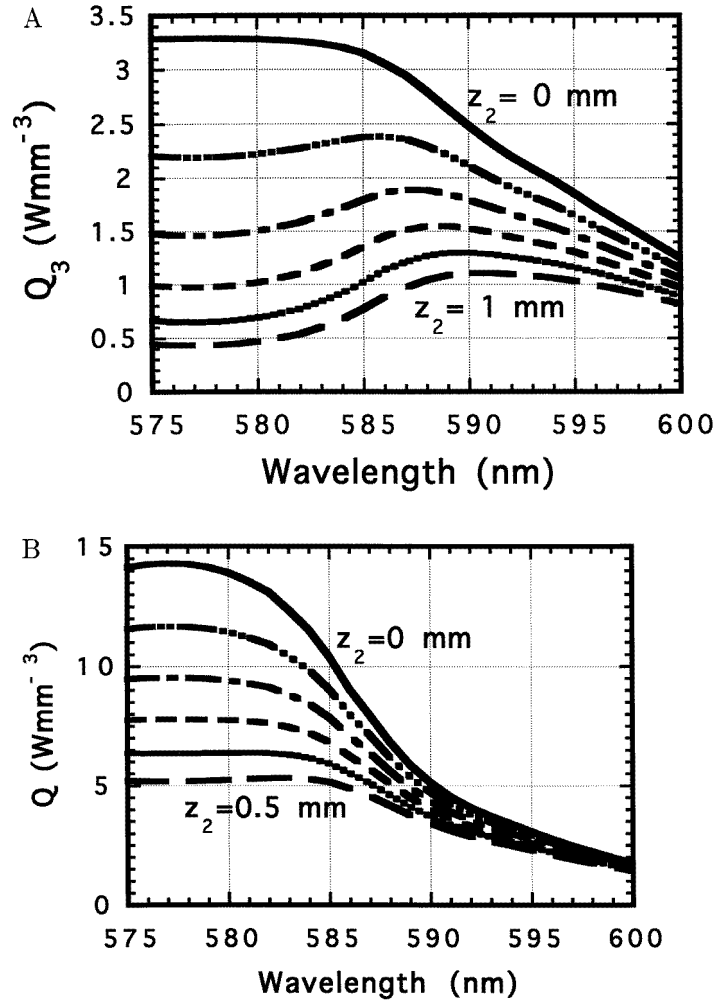 A
3.5
3
2.5
2
1.5
1
0.5
0
Q3 (Wmm-3)
z2= 0 mm
z2= 1 mm
575 580 585 590 595 600
Wavelength (nm)
B
15
10
5
0
Q (Wmm-3)
z2=0 mm
z2=0.5 mm
575 580 585 590 595 600
Wavelength (nm)